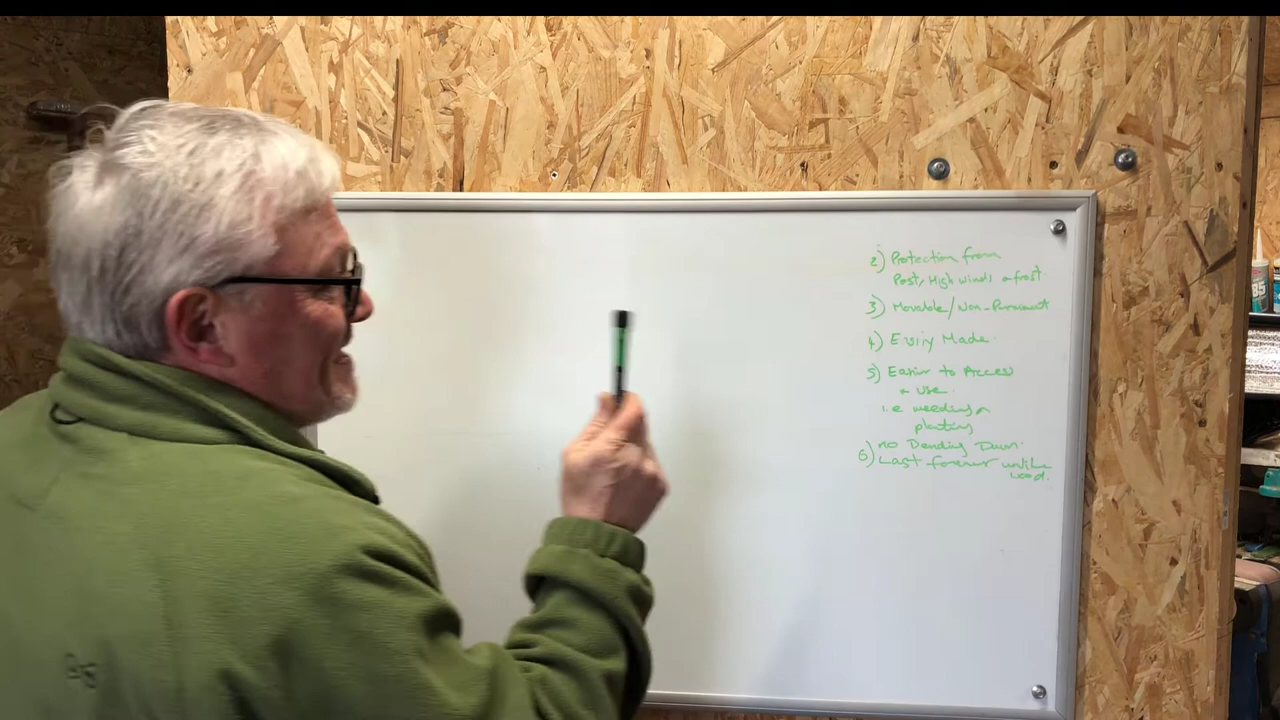 2) Protection from
Pest, High winds & frost.
3) Movable/Non-Permanent
4) Easily Made.
5) Easier to Access
& use.
i.e weeding &
planting
no Bending Down.
6) Last forever unlike
wood.
85